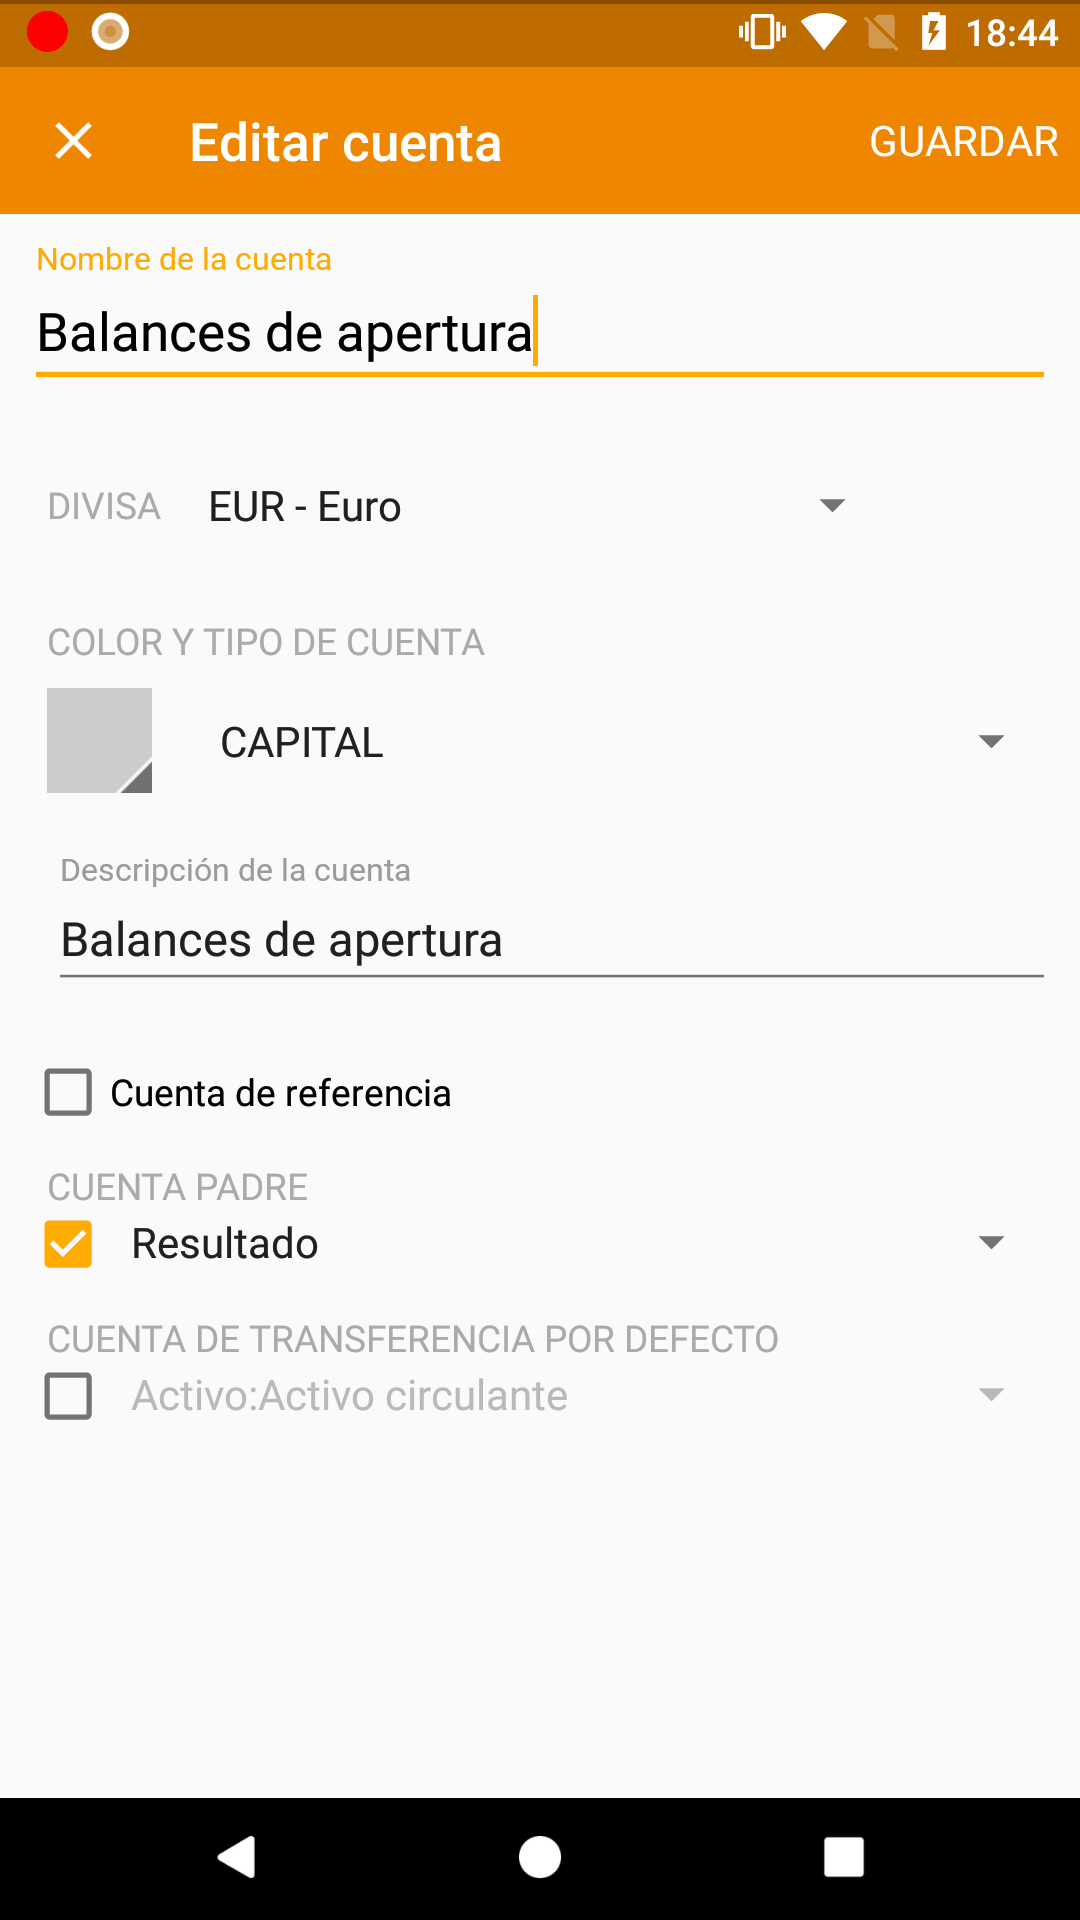 18:44
Editar cuenta
GUARDAR
Nombre de la cuenta
Balances de apertura
DIVISA EUR - Euro
COLOR Y TIPO DE CUENTA
CAPITAL
Descripción de la cuenta
Balances de apertura
Cuenta de referencia
CUENTA PADRE
Resultado
CUENTA DE TRANSFERENCIA POR DEFECTO
Activo:Activo circulante